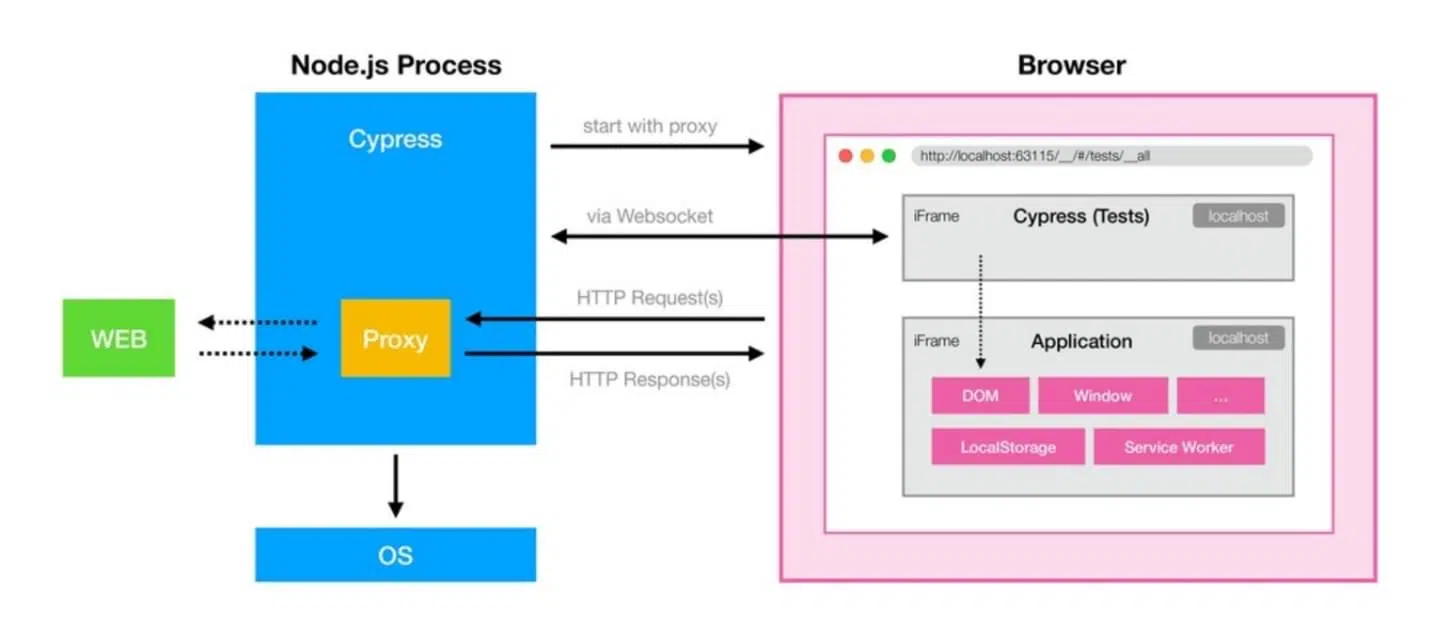 Node.js Process
Browser
Cypress
start with proxy
http://localhost:63115/__/#/tests/__all
via Websocket
iFrame
Cypress (Tests)
localhost
HTTP Request(s)
WEB
Proxy
HTTP Response(s)
iFrame
Application
localhost
DOM
Window
...
LocalStorage
Service Worker
OS